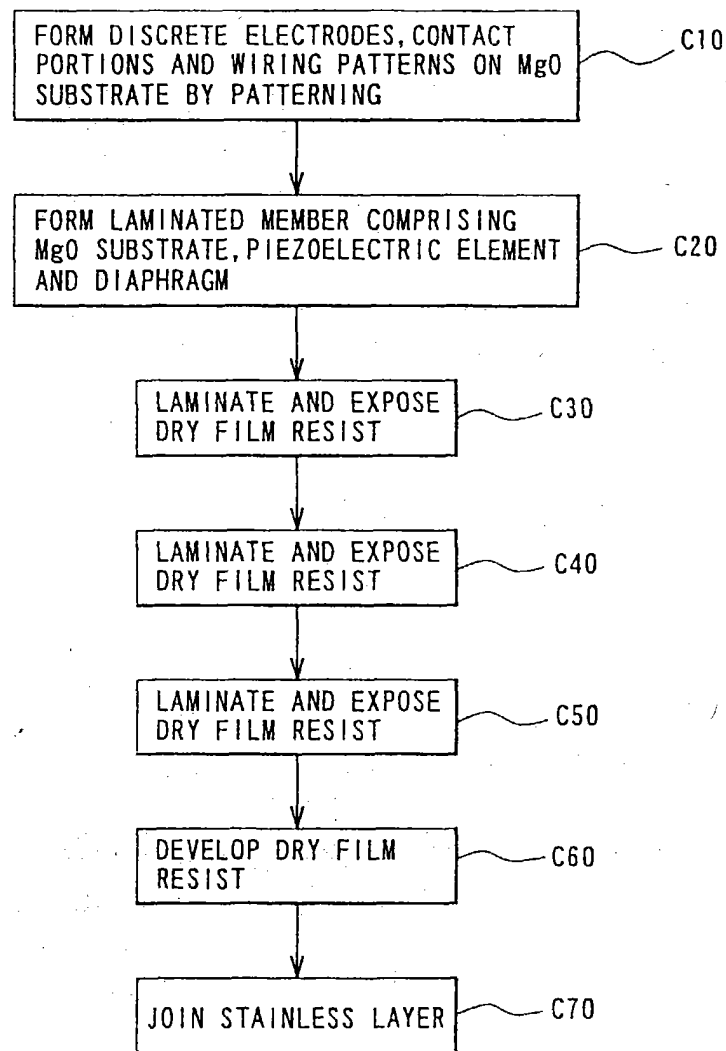 FORM DISCRETE ELECTRODES, CONTACT
PORTIONS AND WIRING PATTERNS ON MgO
SUBSTRATE BY PATTERNING
C10
FORM LAMINATED MEMBER COMPRISING
MgO SUBSTRATE, PIEZOELECTRIC ELEMENT
AND DIAPHRAGM
C20
LAMINATE AND EXPOSE
DRY FILM RESIST
C30
LAMINATE AND EXPOSE
DRY FILM RESIST
C40
LAMINATE AND EXPOSE
DRY FILM RESIST
C50
DEVELOP DRY FILM
RESIST
C60
JOIN STAINLESS LAYER
C70